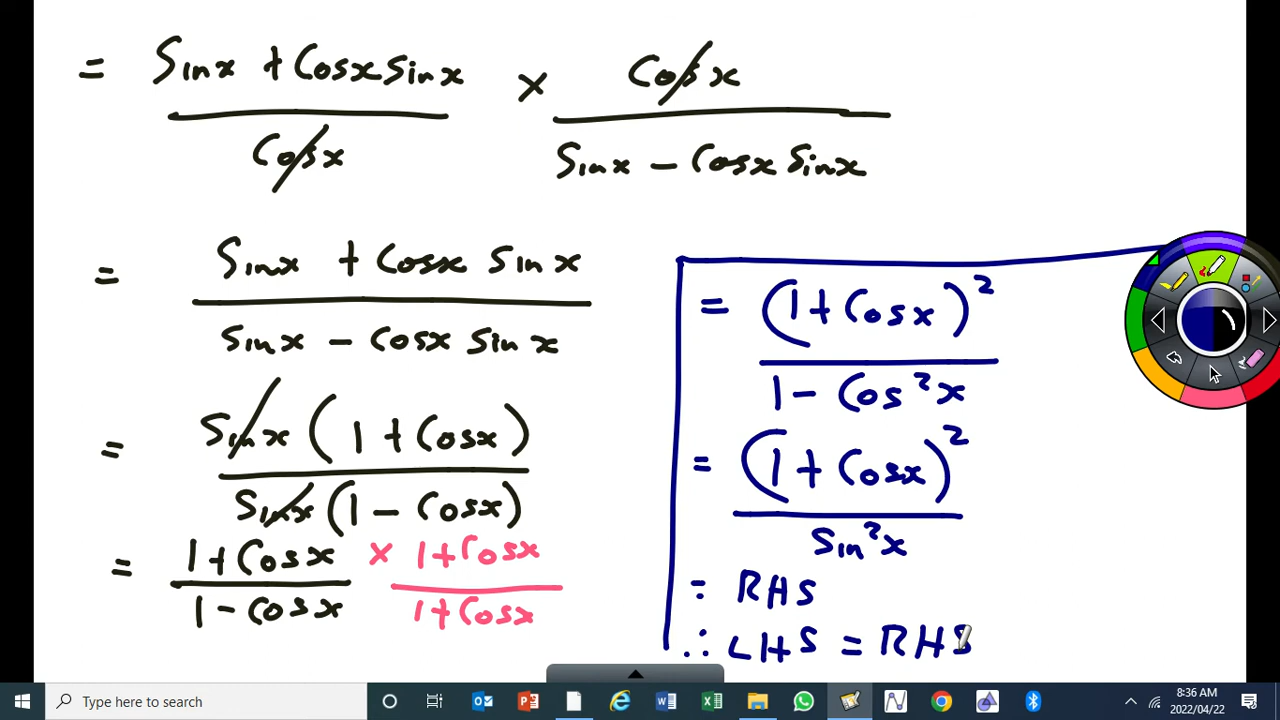 = Sinx + Cosx Sinx / Cosx × Cosx / Sinx − Cosx Sinx
= Sinx + Cosx Sinx / Sinx − Cosx Sinx
= Sinx (1 + Cosx) / Sinx (1 − Cosx)
= 1 + Cosx / 1 − Cosx × 1 + Cosx / 1 + Cosx
= (1 + Cosx)² / 1 − Cos²x
= (1 + Cosx)² / Sin²x
= RHS
∴ LHS = RHS
Type here to search
8:36 AM
2022/04/22